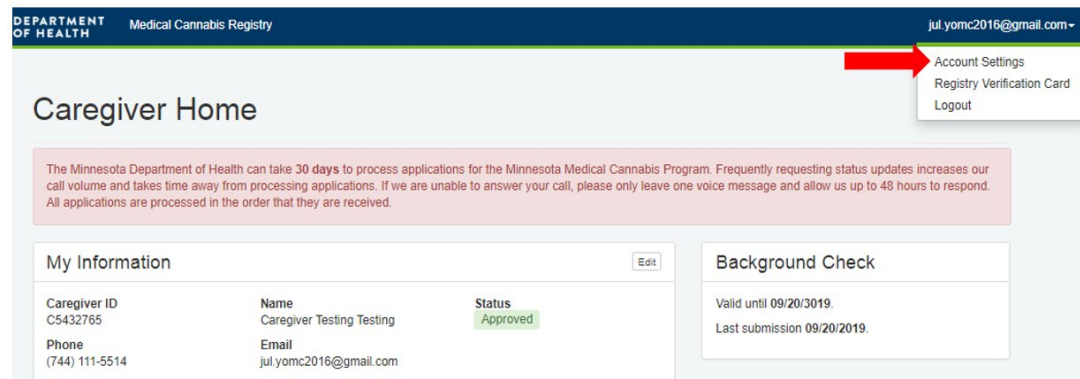 DEPARTMENT
OF HEALTH
Medical Cannabis Registry
jul.yomc2016@gmail.com
Account Settings
Registry Verification Card
Logout
Caregiver Home
The Minnesota Department of Health can take 30 days to process applications for the Minnesota Medical Cannabis Program. Frequently requesting status updates increases our
call volume and takes time away from processing applications. If we are unable to answer your call, please only leave one voice message and allow us up to 48 hours to respond.
All applications are processed in the order that they are received.
My Information
Edit
Caregiver ID
C5432765
Name
Caregiver Testing Testing
Status
Approved
Phone
(744) 111-5514
Email
jul.yomc2016@gmail.com
Background Check
Valid until 09/20/3019.
Last submission 09/20/2019.